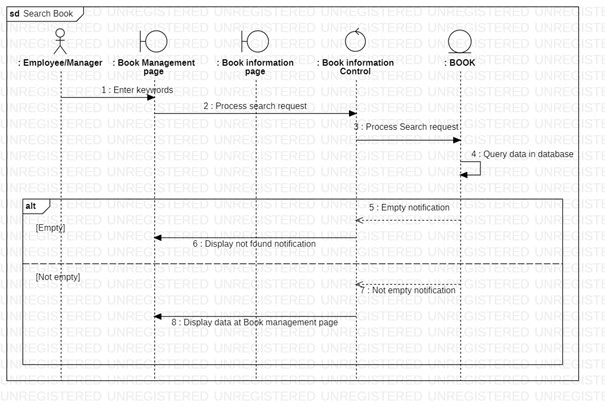 sd Search Book
: Employee/Manager
: Book Management
page
: Book information
page
: Book information
Control
: BOOK
1 : Enter keywords
2 : Process search request
3 : Process Search request
4 : Query data in database
alt
5 : Empty notification
[Empty]
6 : Display not found notification
[Not empty]
7 : Not empty notification
8 : Display data at Book management page
UNREGISTERED